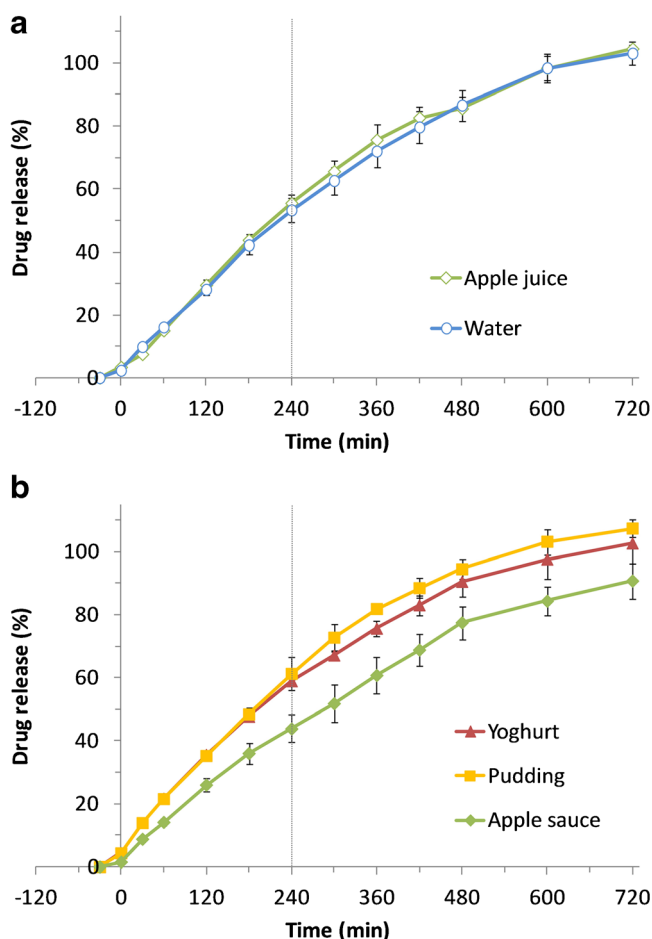 a
Drug release (%)
100
80
60
40
20
0
Apple juice
Water
-120 0 120 240 360 480 600 720
Time (min)
b
Drug release (%)
100
80
60
40
20
0
Yoghurt
Pudding
Apple sauce
-120 0 120 240 360 480 600 720
Time (min)